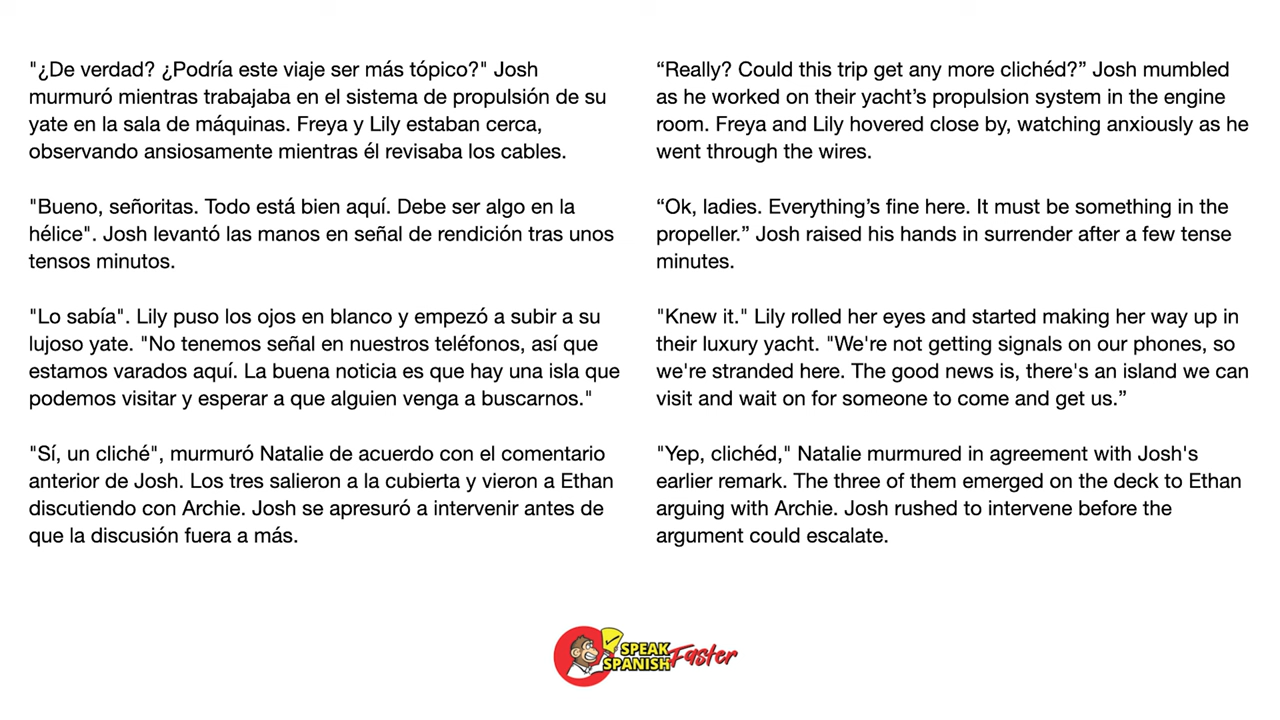 "¿De verdad? ¿Podría este viaje ser más tópico?" Josh
murmuró mientras trabajaba en el sistema de propulsión de su
yate en la sala de máquinas. Freya y Lily estaban cerca,
observando ansiosamente mientras él revisaba los cables.
"Bueno, señoritas. Todo está bien aquí. Debe ser algo en la
hélice". Josh levantó las manos en señal de rendición tras unos
tensos minutos.
"Lo sabía". Lily puso los ojos en blanco y empezó a subir a su
lujoso yate. "No tenemos señal en nuestros teléfonos, así que
estamos varados aquí. La buena noticia es que hay una isla que
podemos visitar y esperar a que alguien venga a buscarnos."
"Sí, un cliché", murmuró Natalie de acuerdo con el comentario
anterior de Josh. Los tres salieron a la cubierta y vieron a Ethan
discutiendo con Archie. Josh se apresuró a intervenir antes de
que la discusión fuera a más.
“Really? Could this trip get any more clichéd?” Josh mumbled
as he worked on their yacht’s propulsion system in the engine
room. Freya and Lily hovered close by, watching anxiously as he
went through the wires.
“Ok, ladies. Everything’s fine here. It must be something in the
propeller.” Josh raised his hands in surrender after a few tense
minutes.
"Knew it." Lily rolled her eyes and started making her way up in
their luxury yacht. "We're not getting signals on our phones, so
we're stranded here. The good news is, there's an island we can
visit and wait on for someone to come and get us.”
"Yep, clichéd," Natalie murmured in agreement with Josh's
earlier remark. The three of them emerged on the deck to Ethan
arguing with Archie. Josh rushed to intervene before the
argument could escalate.
SPEAK
SPANISH Faster